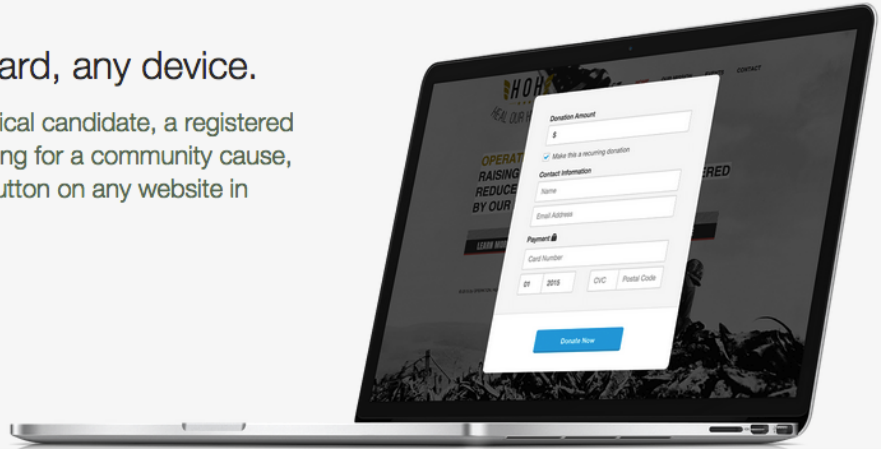 ard, any device.
ical candidate, a registered
ing for a community cause,
utton on any website in
HOH
HEAL OUR H
CONTACT
OPERAT
RAISING
ERED
REDUCE
BY OUR
LEARN MOR
Donation Amount
$
Make this a recurring donation
Contact Information
Name
Email Address
Payment
Card Number
01 2015 CVC Postal Code
Donate Now